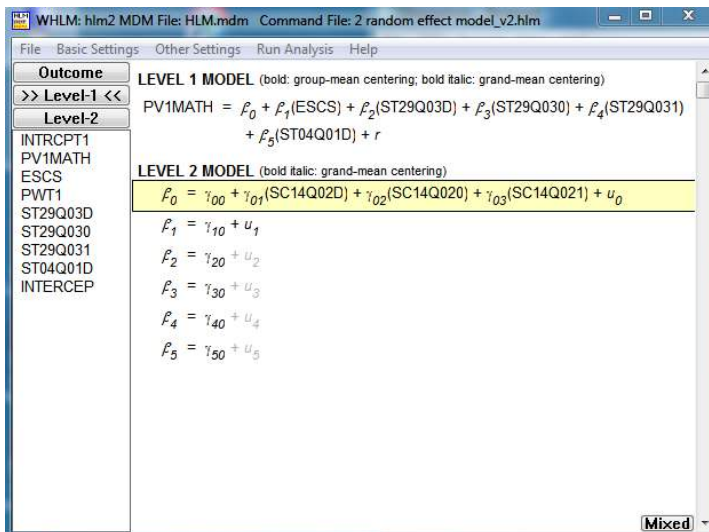 WHLM: hlm2 MDM File: HLM.mdm Command File: 2 random effect model_v2.hlm
File Basic Settings Other Settings Run Analysis Help
Outcome
>> Level-1 <<
Level-2
INTRCPT1
PV1MATH
ESCS
PWT1
ST29Q03D
ST29Q030
ST29Q031
ST04Q01D
INTERCEP
LEVEL 1 MODEL (bold: group-mean centering; bold italic: grand-mean centering)
PV1MATH = β0 + β1(ESCS) + β2(ST29Q03D) + β3(ST29Q030) + β4(ST29Q031)
+ β5(ST04Q01D) + r
LEVEL 2 MODEL (bold italic: grand-mean centering)
β0 = γ00 + γ01(SC14Q02D) + γ02(SC14Q020) + γ03(SC14Q021) + u0
β1 = γ10 + u1
β2 = γ20 + u2
β3 = γ30 + u3
β4 = γ40 + u4
β5 = γ50 + u5
Mixed